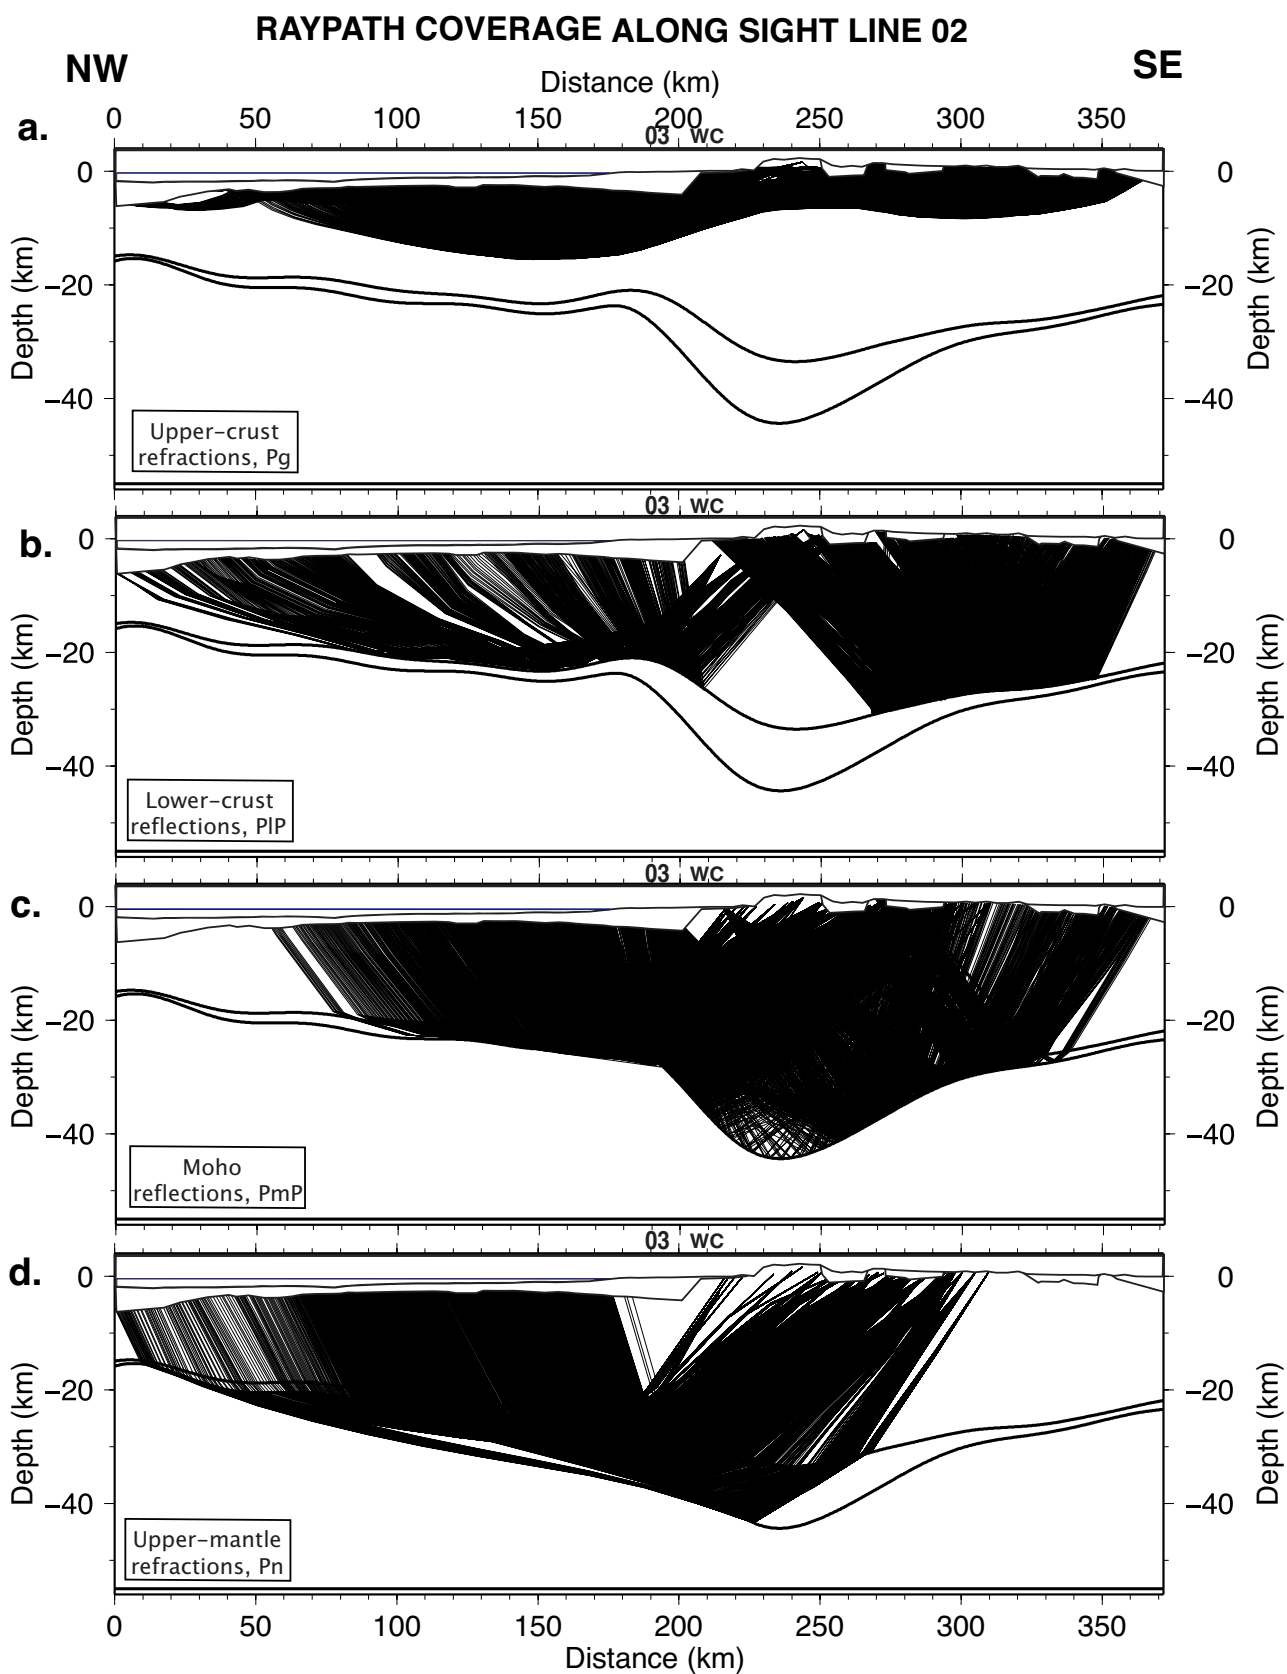 RAYPATH COVERAGE ALONG SIGHT LINE 02
NW
SE
Distance (km)
0 50 100 150 200 250 300 350
a.
03 WC
0
−20
−40
Depth (km)
0
−20
−40
Depth (km)
Upper−crust
refractions, Pg
03 WC
b.
0
−20
−40
Depth (km)
0
−20
−40
Depth (km)
Lower−crust
reflections, PlP
03 WC
c.
0
−20
−40
Depth (km)
0
−20
−40
Depth (km)
Moho
reflections, PmP
03 WC
d.
0
−20
−40
Depth (km)
0
−20
−40
Depth (km)
Upper−mantle
refractions, Pn
0 50 100 150 200 250 300 350
Distance (km)